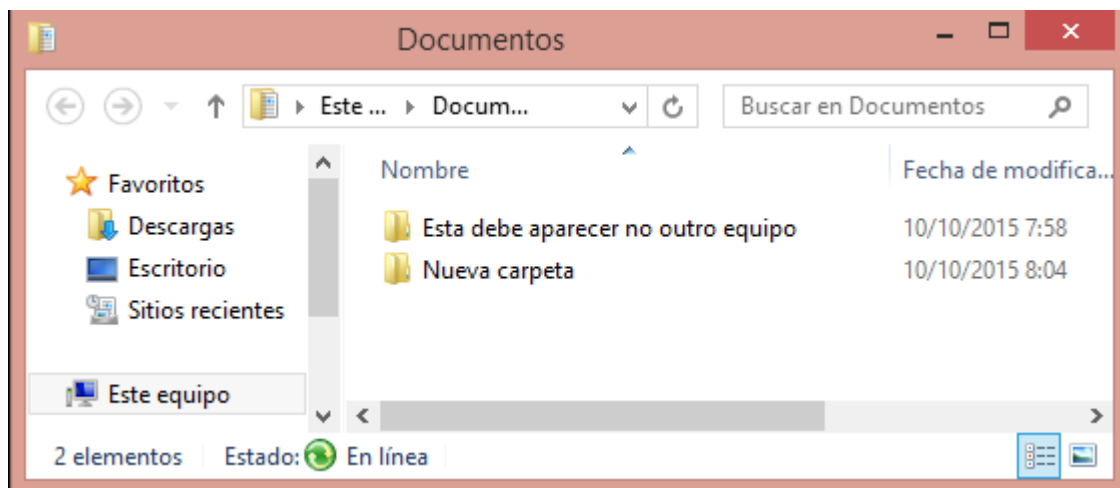 Documentos
Este ... Docum... Buscar en Documentos
Favoritos
Descargas
Escritorio
Sitios recientes
Este equipo
Nombre Fecha de modifica...
Esta debe aparecer no outro equipo 10/10/2015 7:58
Nueva carpeta 10/10/2015 8:04
2 elementos Estado: En línea